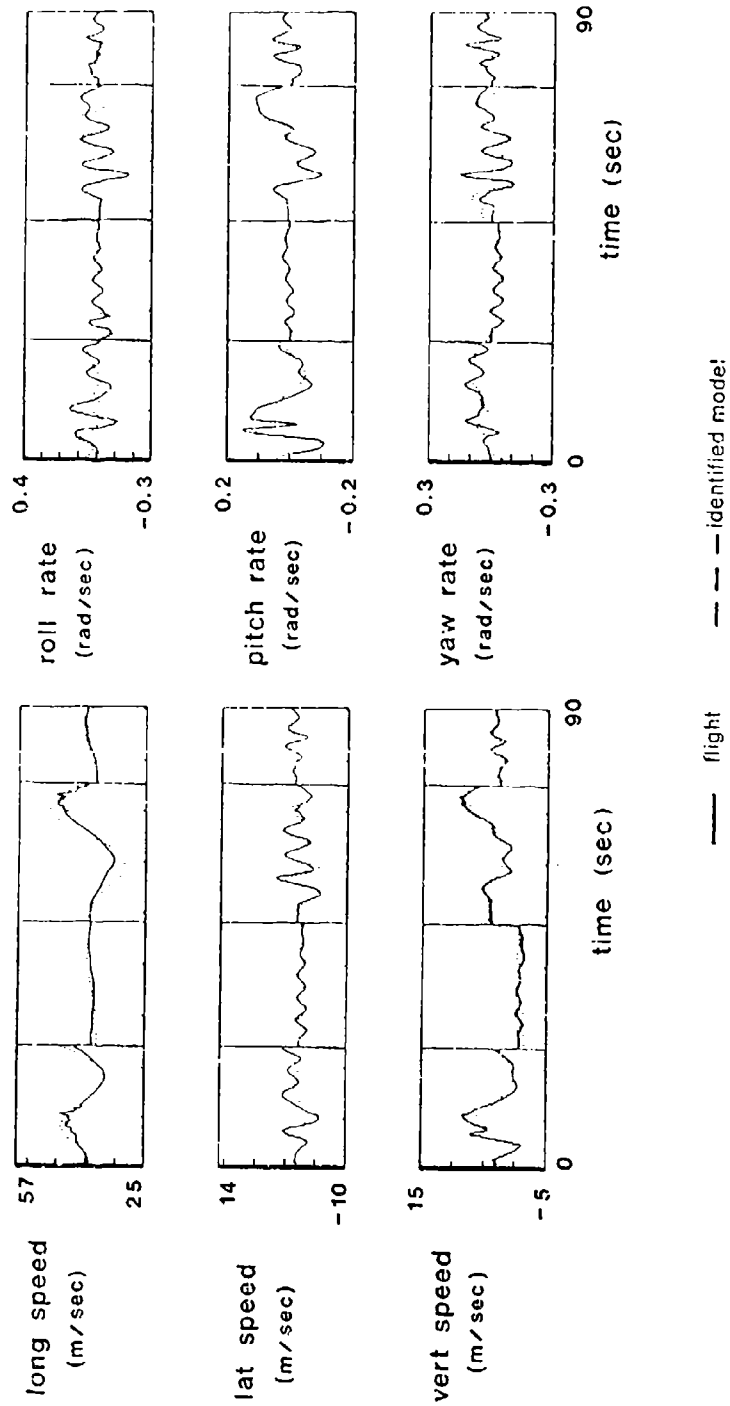 57
25
long speed
(m/sec)
14
-10
lat speed
(m/sec)
15
-5
vert speed
(m/sec)
0
90
time (sec)
0.4
-0.3
roll rate
(rad/sec)
0.2
-0.2
pitch rate
(rad/sec)
0.3
-0.3
yaw rate
(rad/sec)
0
90
time (sec)
flight
identified model